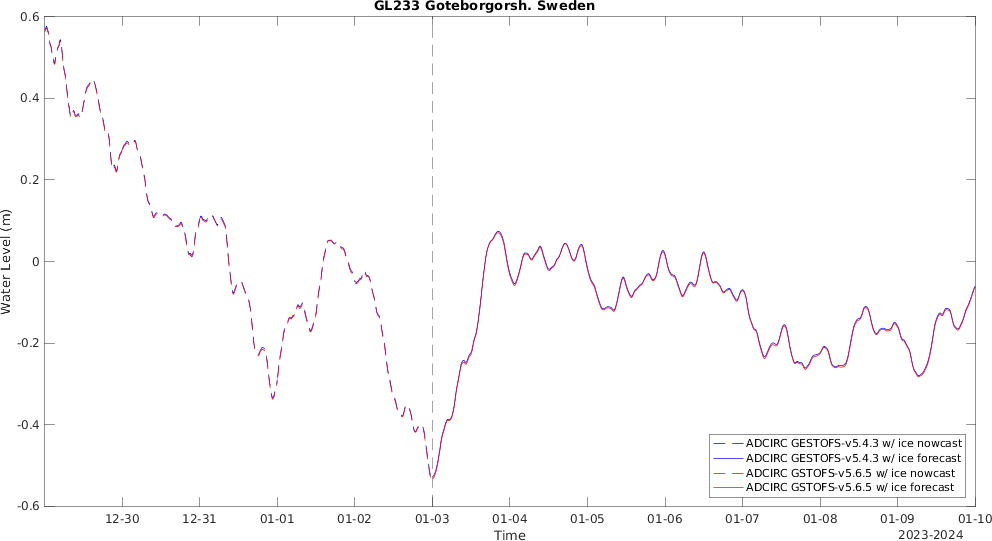 GL233 Goteborgorsh. Sweden
0.6
0.4
0.2
0
-0.2
-0.4
-0.6
Water Level (m)
ADCIRC GESTOFS-v5.4.3 w/ ice nowcast
ADCIRC GESTOFS-v5.4.3 w/ ice forecast
ADCIRC GSTOFS-v5.6.5 w/ ice nowcast
ADCIRC GSTOFS-v5.6.5 w/ ice forecast
12-30 12-31 01-01 01-02 01-03 01-04 01-05 01-06 01-07 01-08 01-09 01-10
Time
2023-2024